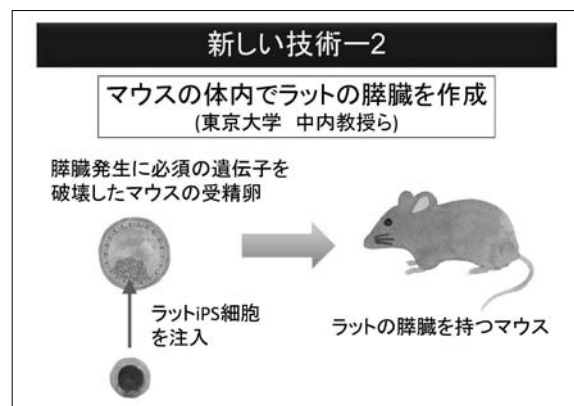 新しい技術ー2
マウスの体内でラットの膵臓を作成
(東京大学 中内教授ら)
膵臓発生に必須の遺伝子を
破壊したマウスの受精卵
ラットiPS細胞
を注入
ラットの膵臓を持つマウス